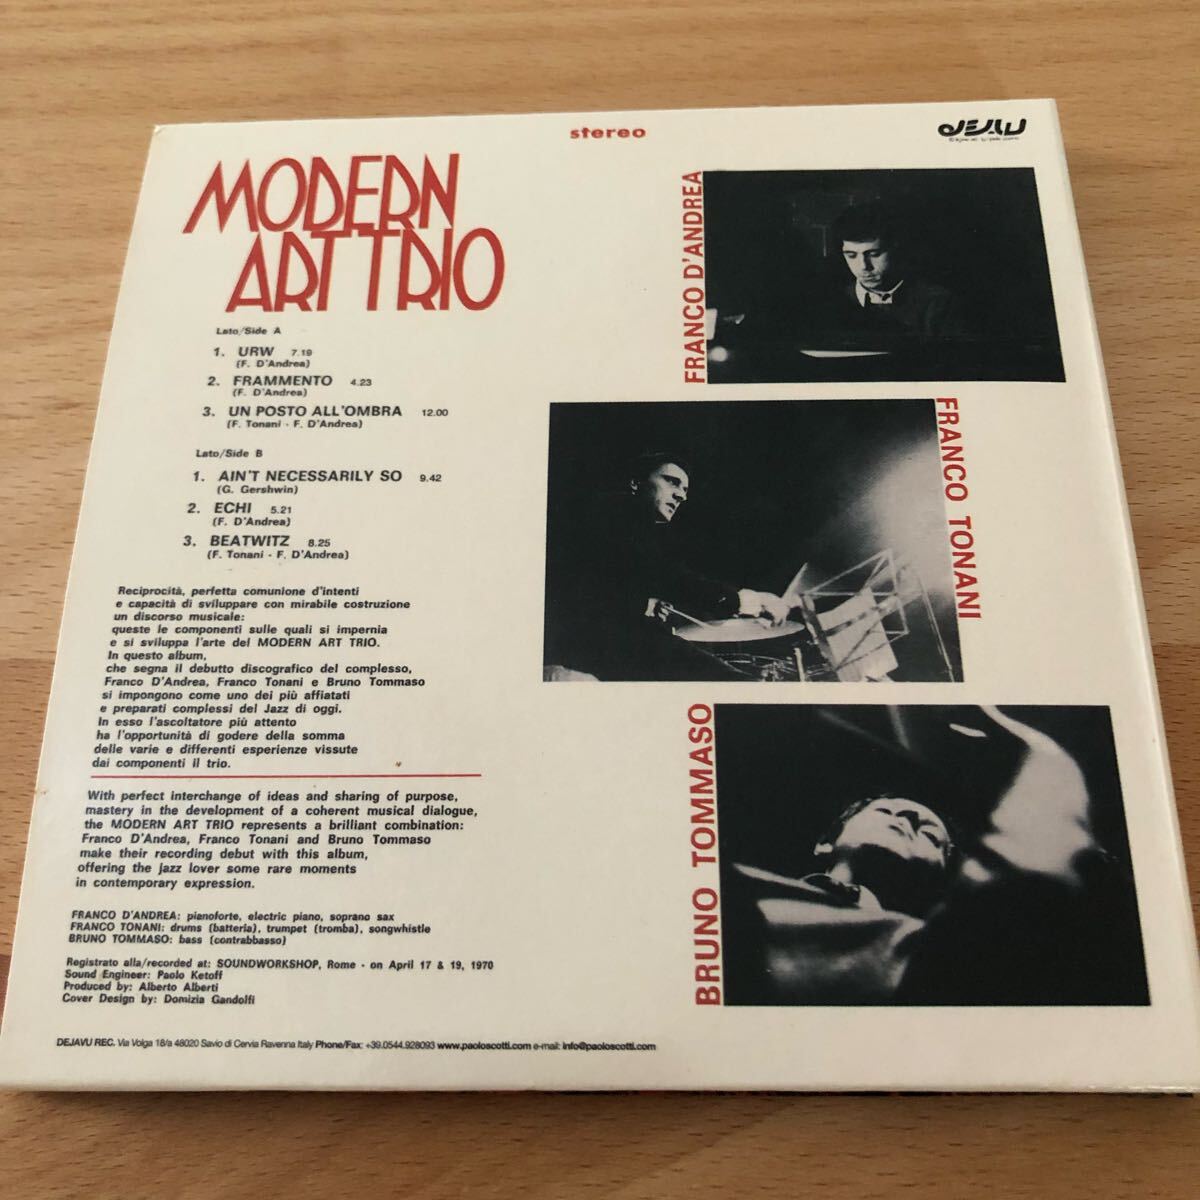 stereo
DEJAVU
MODERN
ART TRIO
Lato/Side A
1. URW 7.19
(F. D'Andrea)
2. FRAMMENTO 4.23
(F. D'Andrea)
3. UN POSTO ALL'OMBRA 12.00
(F. Tonani - F. D'Andrea)
Lato/Side B
1. AIN'T NECESSARILY SO 9.42
(G. Gershwin)
2. ECHI 5.21
(F. D'Andrea)
3. BEATWITZ 8.25
(F. Tonani - F. D'Andrea)
Reciprocità, perfetta comunione d'intenti
e capacità di sviluppare con mirabile costruzione
un discorso musicale:
queste le componenti sulle quali si impernia
e si sviluppa l'arte del MODERN ART TRIO.
In questo album,
che segna il debutto discografico del complesso,
Franco D'Andrea, Franco Tonani e Bruno Tommaso
si impongono come uno dei più affiatati
e preparati complessi del Jazz di oggi.
In esso l'ascoltatore più attento
ha l'opportunità di godere della somma
delle varie e differenti esperienze vissute
dai componenti il trio.
With perfect interchange of ideas and sharing of purpose,
mastery in the development of a coherent musical dialogue,
the MODERN ART TRIO represents a brilliant combination:
Franco D'Andrea, Franco Tonani and Bruno Tommaso
make their recording debut with this album,
offering the jazz lover some rare moments
in contemporary expression.
FRANCO D'ANDREA: pianoforte, electric piano, soprano sax
FRANCO TONANI: drums (batteria), trumpet (tromba), songwhistle
BRUNO TOMMASO: bass (contrabbasso)
Registrato alla/recorded at: SOUNDWORKSHOP, Rome - on April 17 & 19, 1970
Sound Engineer: Paolo Ketoff
Produced by: Alberto Alberti
Cover Design by: Domizia Gandolfi
DEJAVU REC. Via Volga 18/a 48020 Savio di Cervia Ravenna Italy Phone/Fax: +39.0544.928093 www.paoloscotti.com e-mail: info@paoloscotti.com
FRANCO D'ANDREA
FRANCO TONANI
BRUNO TOMMASO